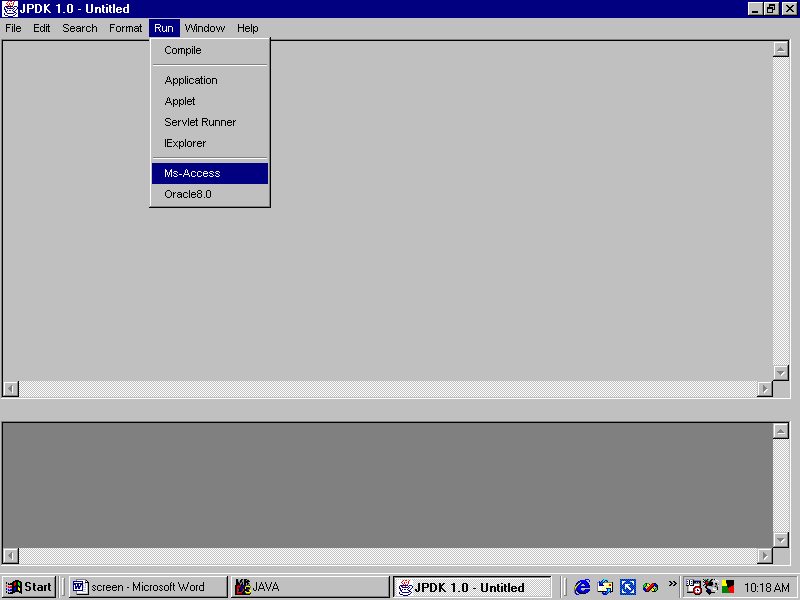 JPDK 1.0 - Untitled
File Edit Search Format Run Window Help
Compile
Application
Applet
Servlet Runner
IExplorer
Ms-Access
Oracle8.0
Start screen - Microsoft Word JAVA JPDK 1.0 - Untitled » 10:18 AM